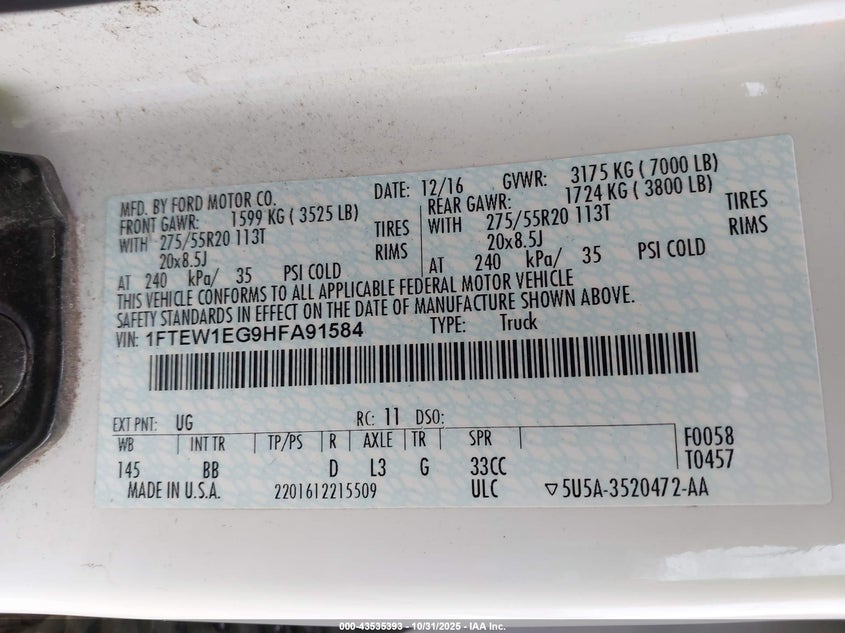 MFD. BY FORD MOTOR CO. DATE: 12/16 GVWR: 3175 KG ( 7000 LB)
FRONT GAWR: 1599 KG ( 3525 LB) REAR GAWR: 1724 KG ( 3800 LB)
WITH 275/55R20 113T TIRES WITH 275/55R20 113T TIRES
20x8.5J RIMS 20x8.5J RIMS
AT 240 kPa/ 35 PSI COLD AT 240 kPa/ 35 PSI COLD
THIS VEHICLE CONFORMS TO ALL APPLICABLE FEDERAL MOTOR VEHICLE
SAFETY STANDARDS IN EFFECT ON THE DATE OF MANUFACTURE SHOWN ABOVE.
VIN: 1FTEW1EG9HFA91584 TYPE: Truck
EXT PNT: UG RC: 11 DSO: F0058
WB INT TR TP/PS R AXLE TR SPR T0457
145 BB D L3 G 33CC
MADE IN U.S.A. 2201612215509 ULC ▽5U5A-3520472-AA
000-43535393 - 10/31/2025 - IAA Inc.